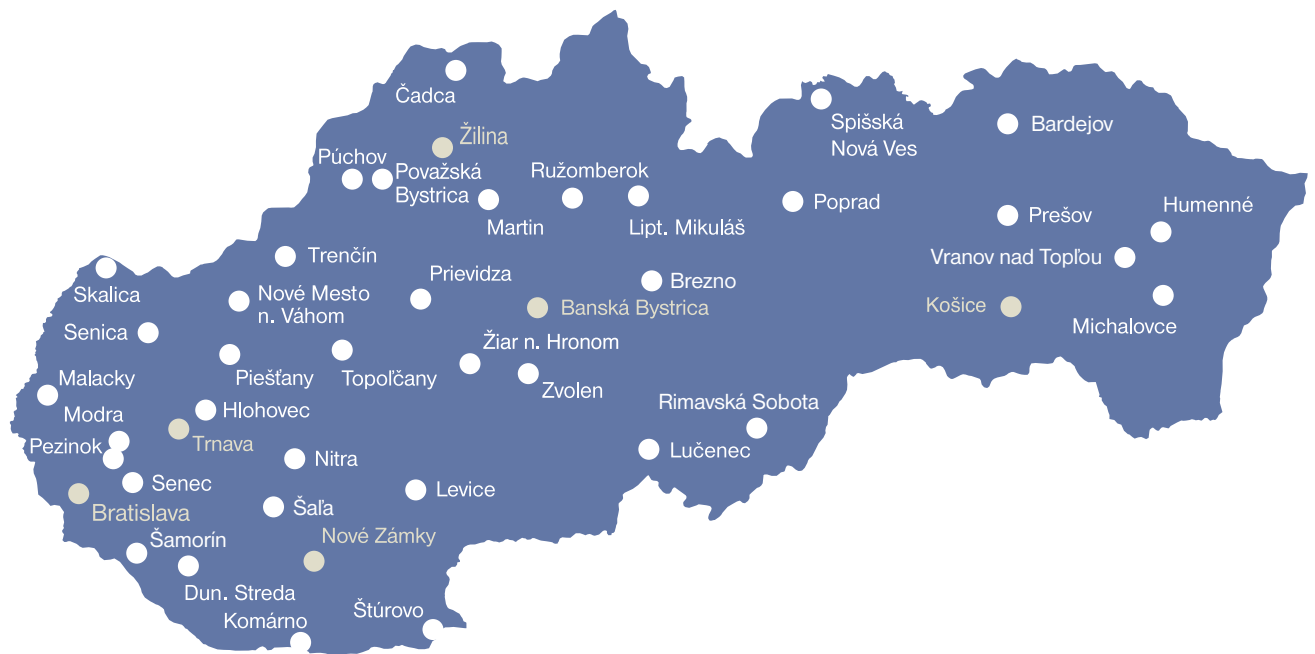 Čadca
Spišská
Nová Ves
Bardejov
Žilina
Púchov
Považská
Bystrica
Ružomberok
Martin
Lipt. Mikuláš
Poprad
Prešov
Humenné
Vranov nad Topľou
Trenčín
Skalica
Nové Mesto
n. Váhom
Prievidza
Brezno
Banská Bystrica
Košice
Michalovce
Senica
Žiar n. Hronom
Piešťany
Topoľčany
Zvolen
Malacky
Modra
Hlohovec
Rimavská Sobota
Pezinok
Trnava
Nitra
Lučenec
Senec
Levice
Bratislava
Šaľa
Šamorín
Nové Zámky
Dun. Streda
Komárno
Štúrovo